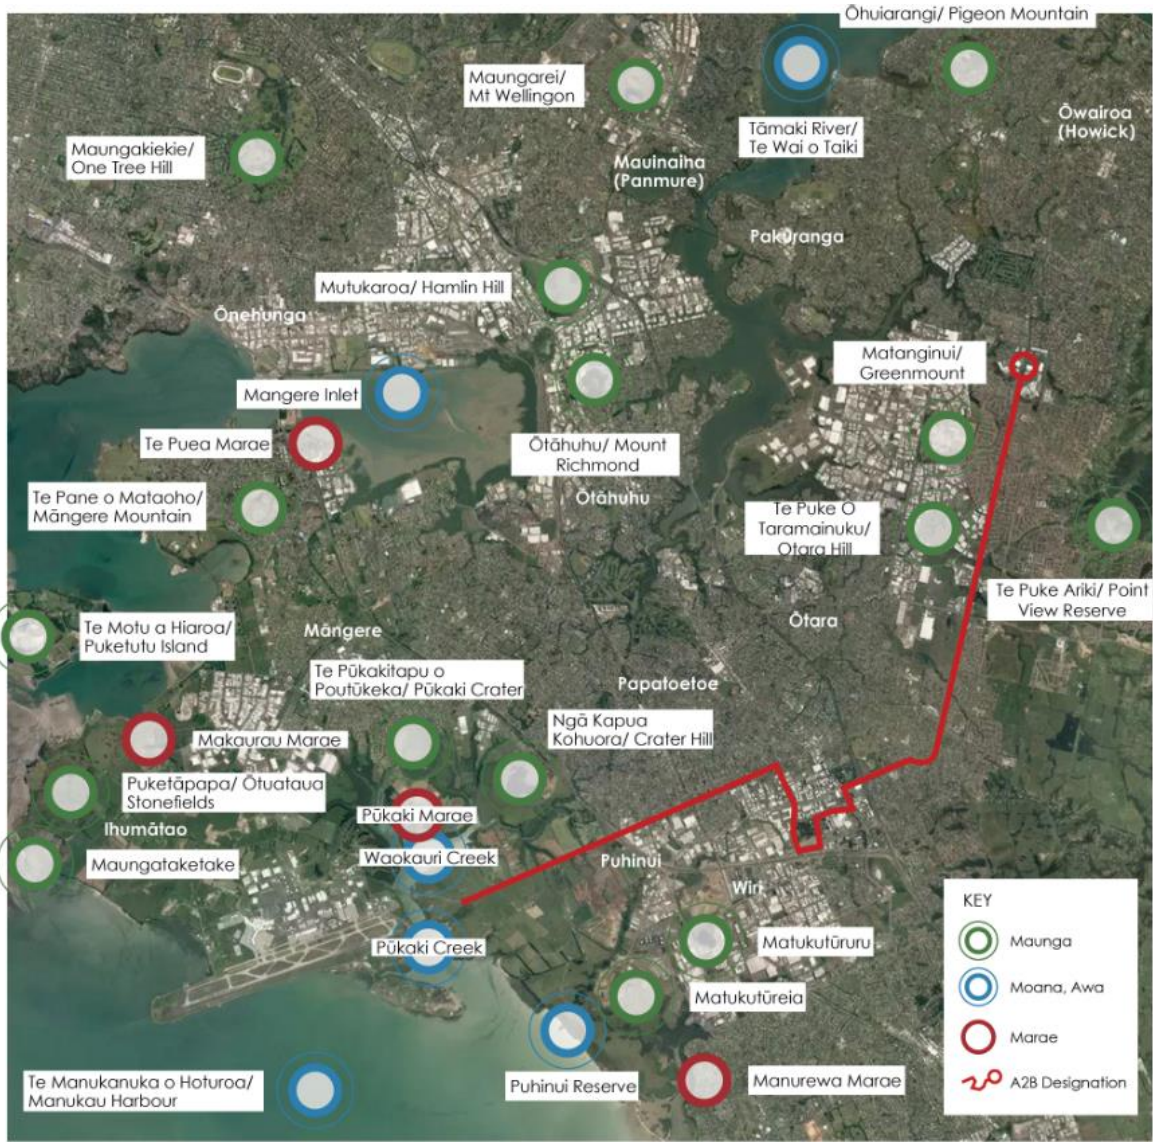 Ōhuiarangi/ Pigeon Mountain
Maungarei/
Mt Wellingon
Ōwairoa
(Howick)
Tāmaki River/
Te Wai o Taiki
Maungakiekie/
One Tree Hill
Mauinaiha
(Panmure)
Pakūranga
Mutukaroa/ Hamlin Hill
Ōnehunga
Matanginui/
Greenmount
Mangere Inlet
Te Puea Marae
Ōtāhuhu/ Mount
Richmond
Ōtāhuhu
Te Pane o Mataoho/
Māngere Mountain
Te Puke O
Taramainuku/
Otara Hill
Te Puke Ariki/ Point
View Reserve
Te Motu a Hiaroa/
Puketutu Island
Māngere
Ōtara
Te Pūkakitapu o
Poutūkeka/ Pūkaki Crater
Papatoetoe
Ngā Kapua
Kohuora/ Crater Hill
Makaurau Marae
Puketāpapa/ Ōtuataua
Stonefields
Pūkaki Marae
Ihumātao
Waokauri Creek
Maungataketake
Puhinui
Wiri
Pūkaki Creek
Matukutūruru
Matukutūreia
Te Manukanuka o Hoturoa/
Manukau Harbour
Puhinui Reserve
Manurewa Marae
KEY
Maunga
Moana, Awa
Marae
A2B Designation